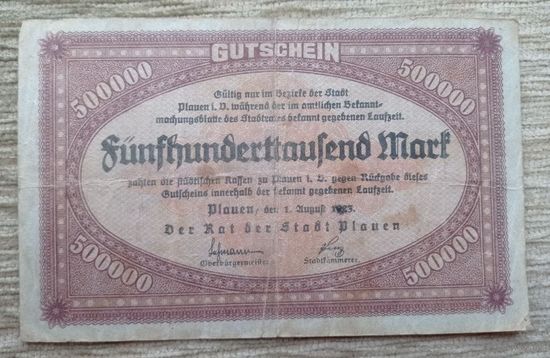 GUTSCHEIN
500000
500000
Gültig nur im Bezirke der Stadt
Plauen i. V. während der im amtlichen Bekannt-
machungsblatte des Stadtrates bekannt gegebenen Laufzeit.
Fünfhunderttausend Mark
zahlen die städtischen Kassen zu Plauen i. V. gegen Rückgabe dieses
Gutscheins innerhalb der bekannt gegebenen Laufzeit.
Plauen, den 1. August 1923.
Der Rat der Stadt Plauen
Oberbürgermeister
Stadtkämmerer.
500000
500000